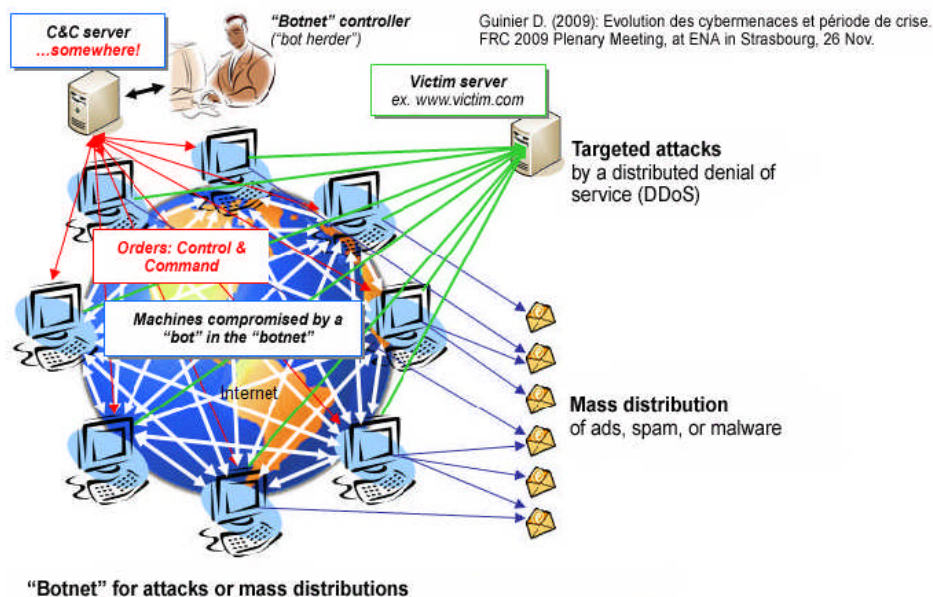 C&C server
...somewhere!
“Botnet” controller
(“bot herder”)
Guinier D. (2009): Evolution des cybermenaces et période de crise.
FRC 2009 Plenary Meeting, at ENA in Strasbourg, 26 Nov.
Victim server
ex. www.victim.com
Targeted attacks
by a distributed denial of
service (DDoS)
Orders: Control &
Command
Machines compromised by a
“bot” in the “botnet”
Internet
Mass distribution
of ads, spam, or malware
“Botnet” for attacks or mass distributions